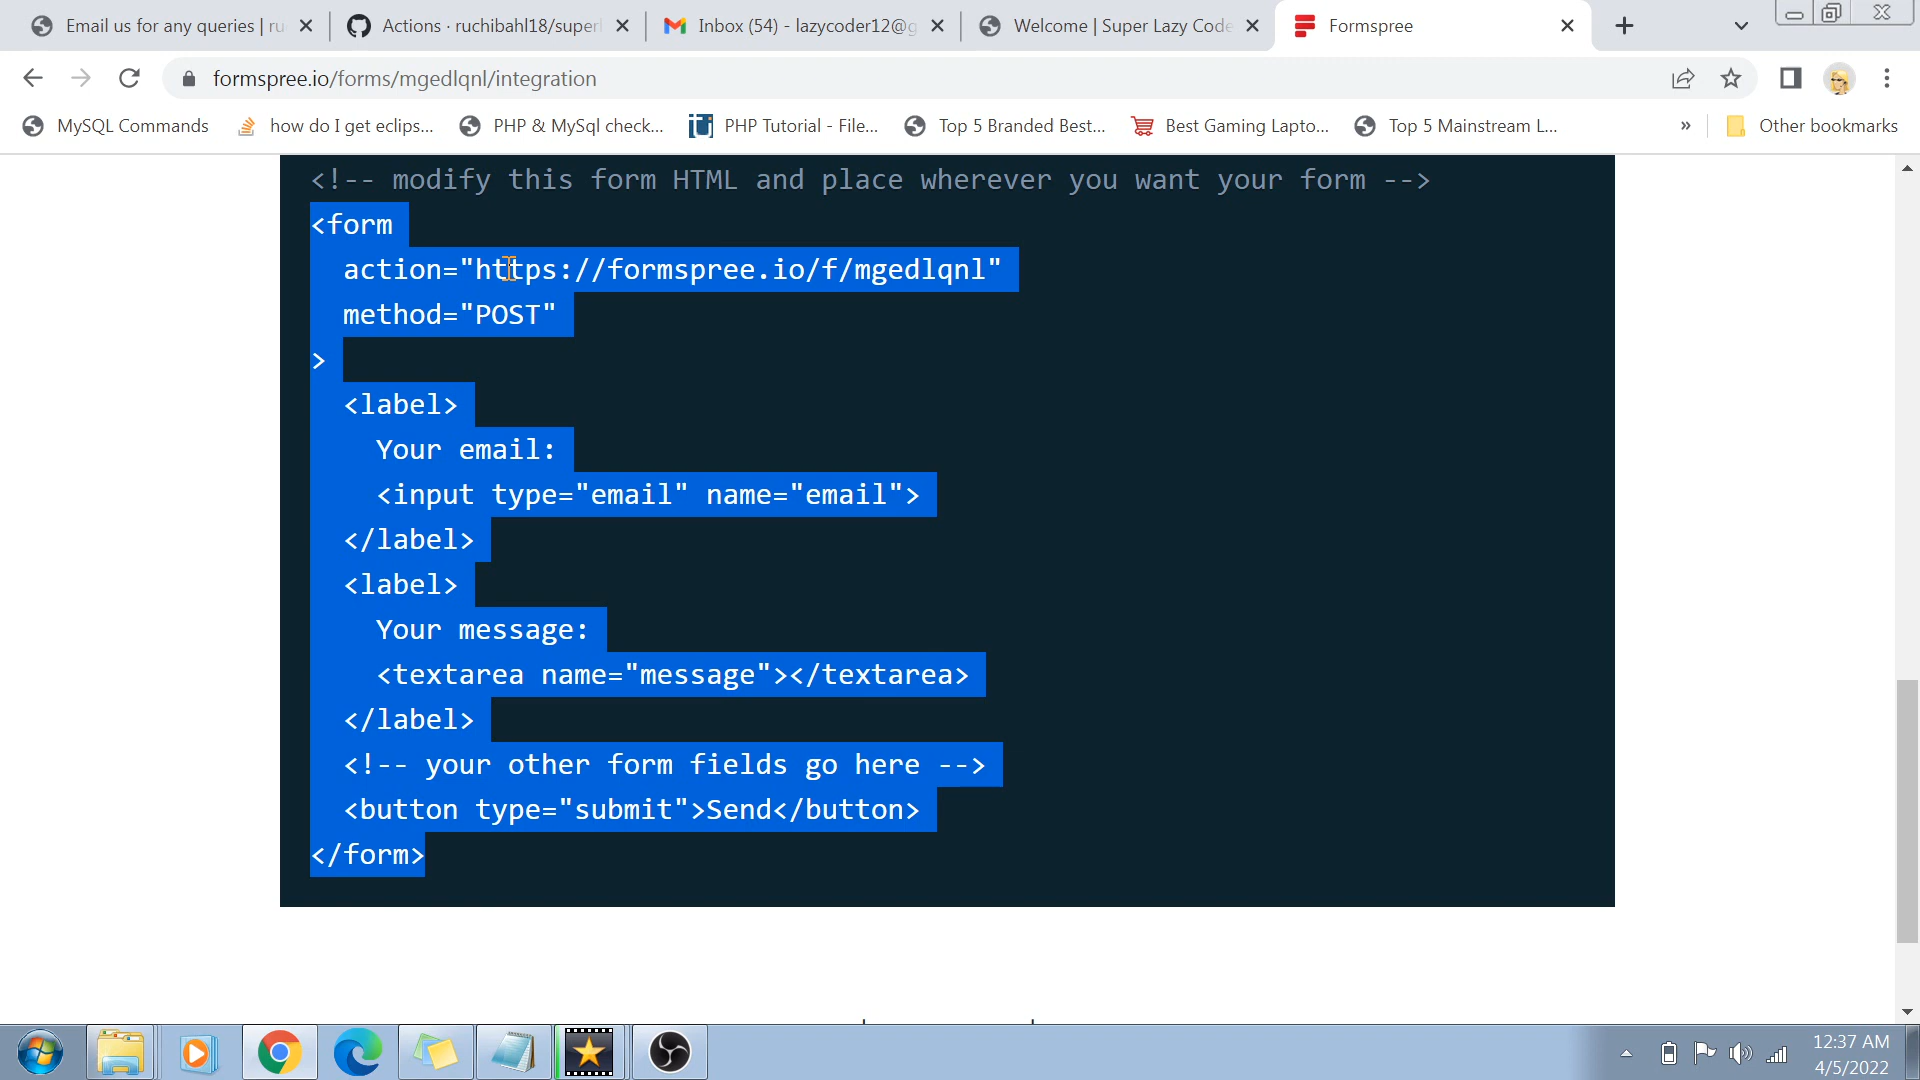 Email us for any queries | ru
Actions · ruchibahl18/superl
Inbox (54) - lazycoder12@g
Welcome | Super Lazy Code
Formspree
formspree.io/forms/mgedlqnl/integration
MySQL Commands
how do I get eclips...
PHP & MySql check...
PHP Tutorial - File...
Top 5 Branded Best...
Best Gaming Lapto...
Top 5 Mainstream L...
»
Other bookmarks
<!-- modify this form HTML and place wherever you want your form -->
<form
action="https://formspree.io/f/mgedlqnl"
method="POST"
>
<label>
Your email:
<input type="email" name="email">
</label>
<label>
Your message:
<textarea name="message"></textarea>
</label>
<!-- your other form fields go here -->
<button type="submit">Send</button>
</form>
12:37 AM
4/5/2022